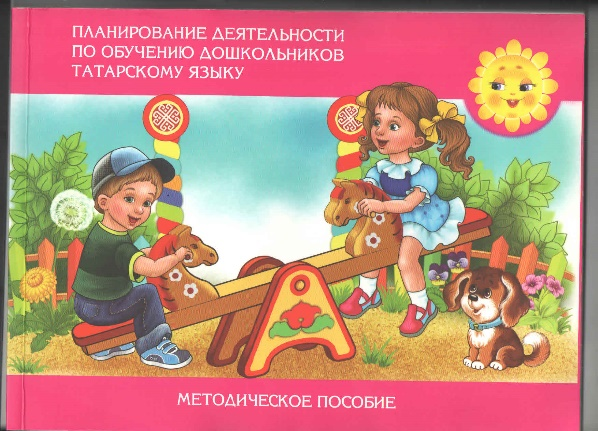 ПЛАНИРОВАНИЕ ДЕЯТЕЛЬНОСТИ
ПО ОБУЧЕНИЮ ДОШКОЛЬНИКОВ
ТАТАРСКОМУ ЯЗЫКУ
МЕТОДИЧЕСКОЕ ПОСОБИЕ